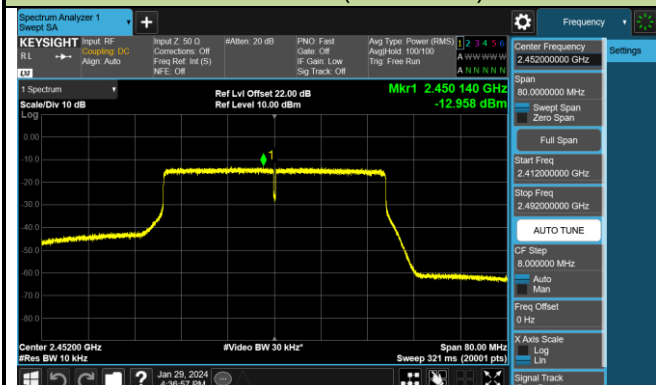 Spectrum Analyzer 1
Swept SA
+
Frequency
KEYSIGHT
RL
LXI
Input: RF
Coupling: DC
Align: Auto
Input Z: 50 Ω
Corrections: Off
Freq Ref: Int (S)
NFE: Off
#Atten: 20 dB
PNO: Fast
Gate: Off
IF Gain: Low
Sig Track: Off
Avg Type: Power (RMS)
Avg|Hold: 100/100
Trig: Free Run
1 2 3 4 5 6
A W W W W W
A N N N N N
1 Spectrum
Scale/Div 10 dB
Log
Ref Lvl Offset 22.00 dB
Ref Level 10.00 dBm
Mkr1 2.450 140 GHz
-12.958 dBm
0.00
-10.0
-20.0
-30.0
-40.0
-50.0
-60.0
-70.0
-80.0
1
Center 2.45200 GHz
#Res BW 10 kHz
#Video BW 30 kHz*
Span 80.00 MHz
Sweep 321 ms (20001 pts)
Center Frequency
2.452000000 GHz
Settings
Span
80.0000000 MHz
Swept Span
Zero Span
Full Span
Start Freq
2.412000000 GHz
Stop Freq
2.492000000 GHz
AUTO TUNE
CF Step
8.000000 MHz
Auto
Man
Freq Offset
0 Hz
X Axis Scale
Log
Lin
Signal Track
?
Jan 29, 2024
4:36:57 PM